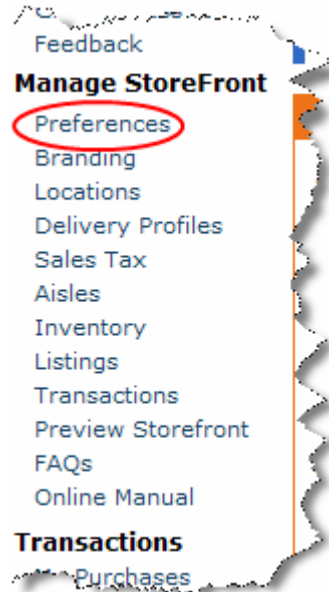 Feedback
Manage StoreFront
Preferences
Branding
Locations
Delivery Profiles
Sales Tax
Aisles
Inventory
Listings
Transactions
Preview Storefront
FAQs
Online Manual
Transactions
Purchases